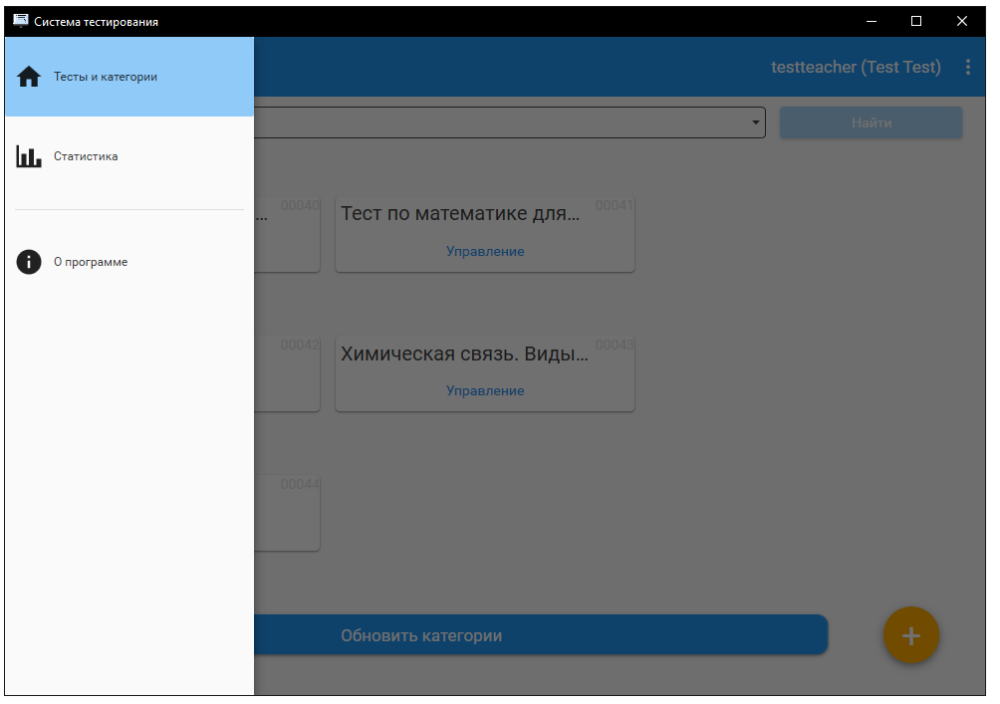 Система тестирования
Тесты и категории
testteacher (Test Test)
Найти
Статистика
... 00040
Тест по математике для... 00041
Управление
О программе
00042
Химическая связь. Виды... 00043
Управление
00044
Обновить категории